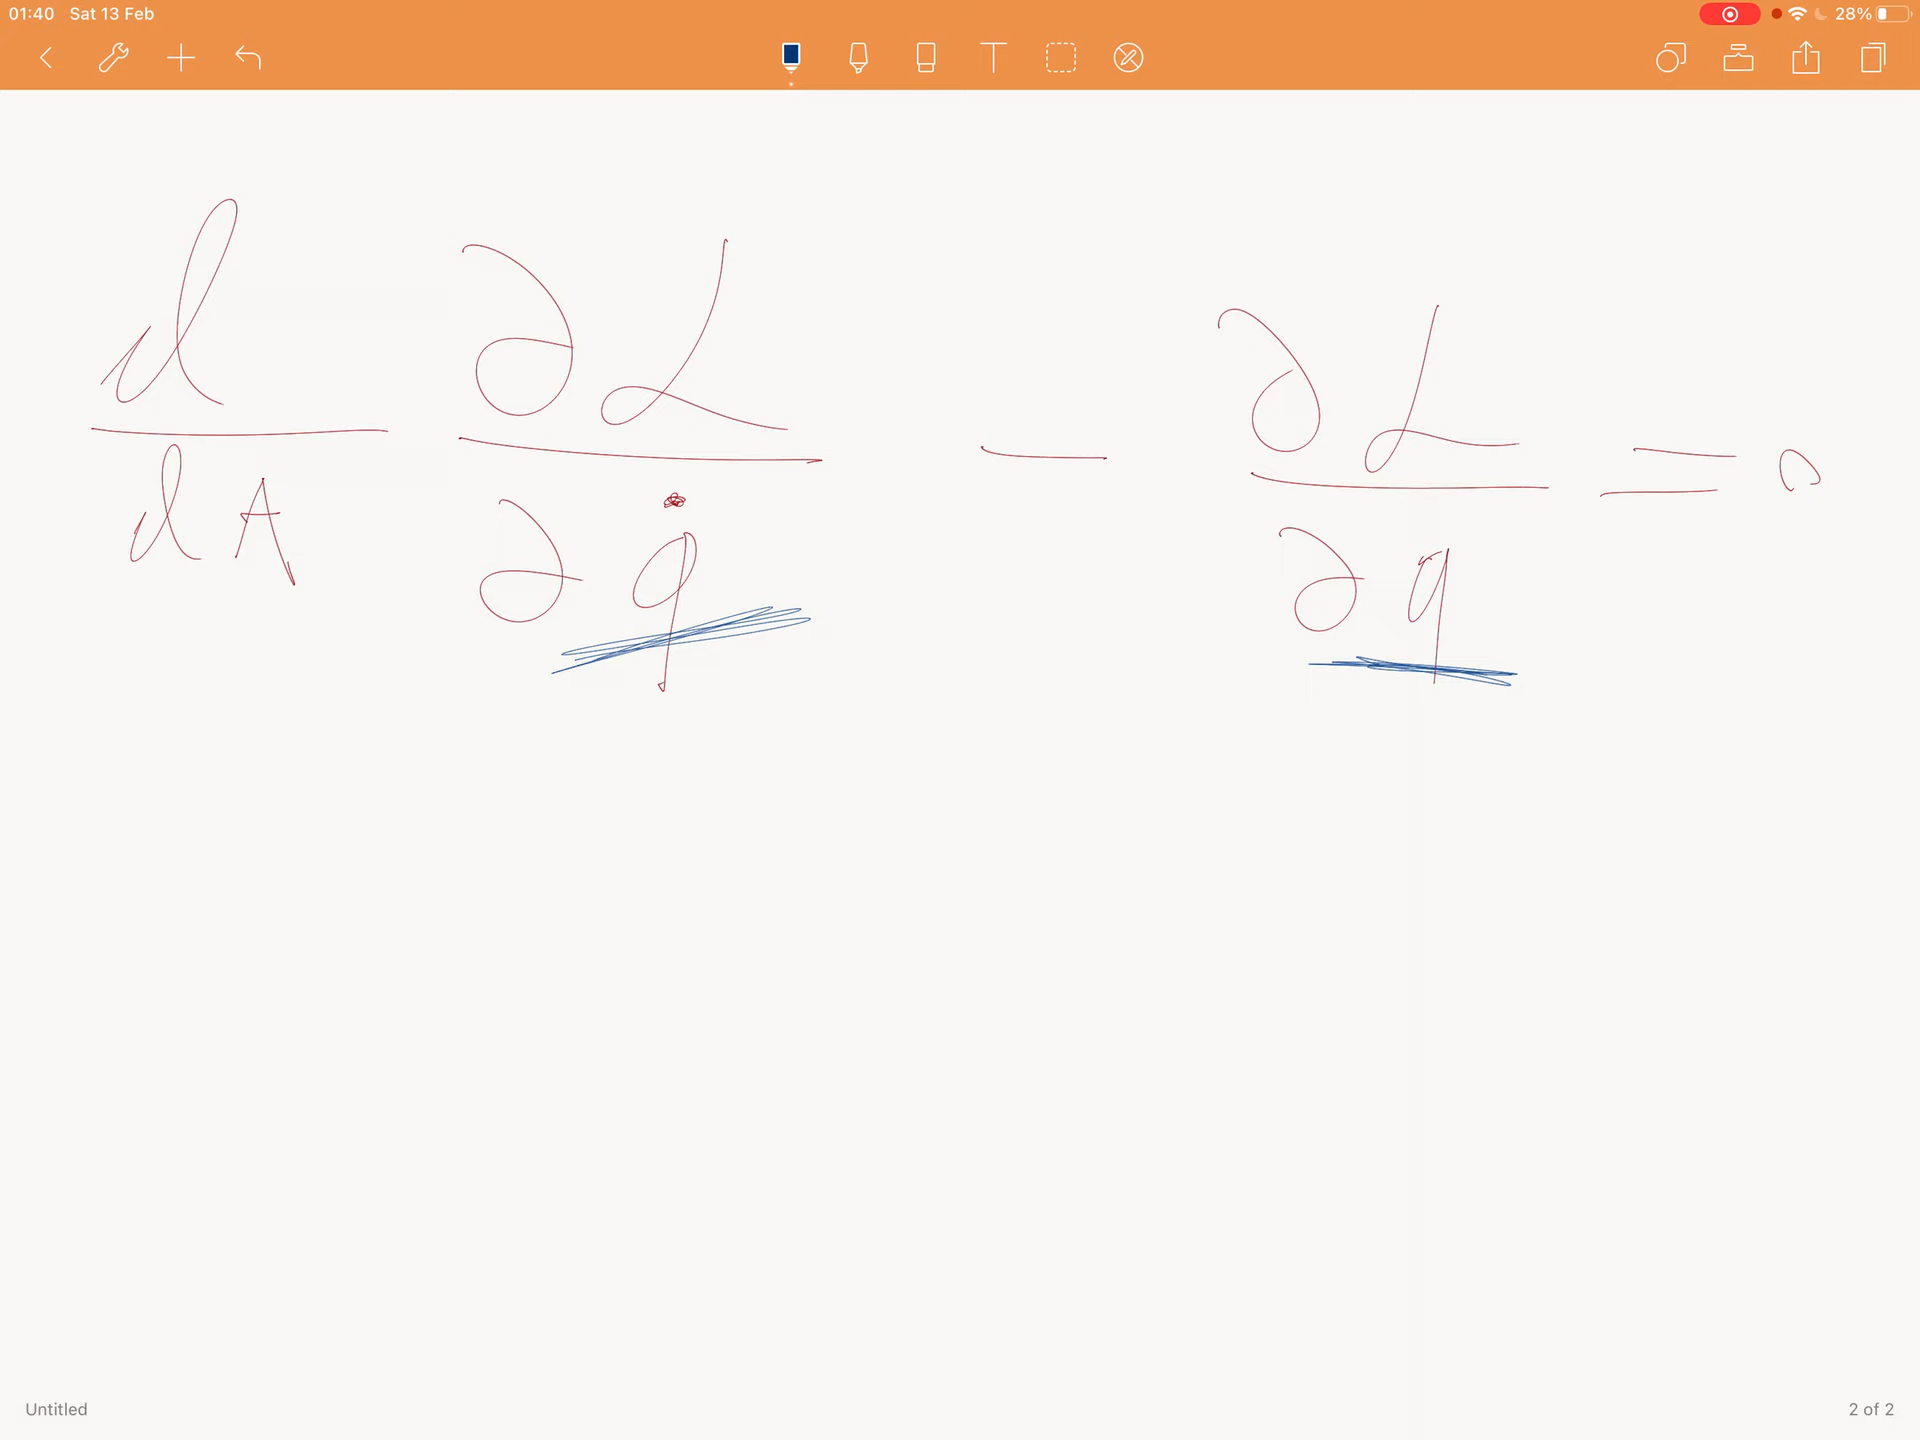 01:40 Sat 13 Feb 28%
T
d/dA ∂L/∂q̇ − ∂L/∂q = 0
Untitled 2 of 2